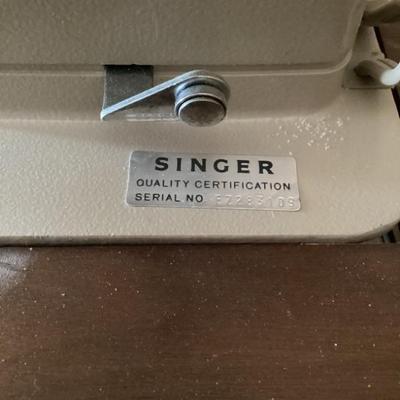 SINGER
QUALITY CERTIFICATION
SERIAL NO.